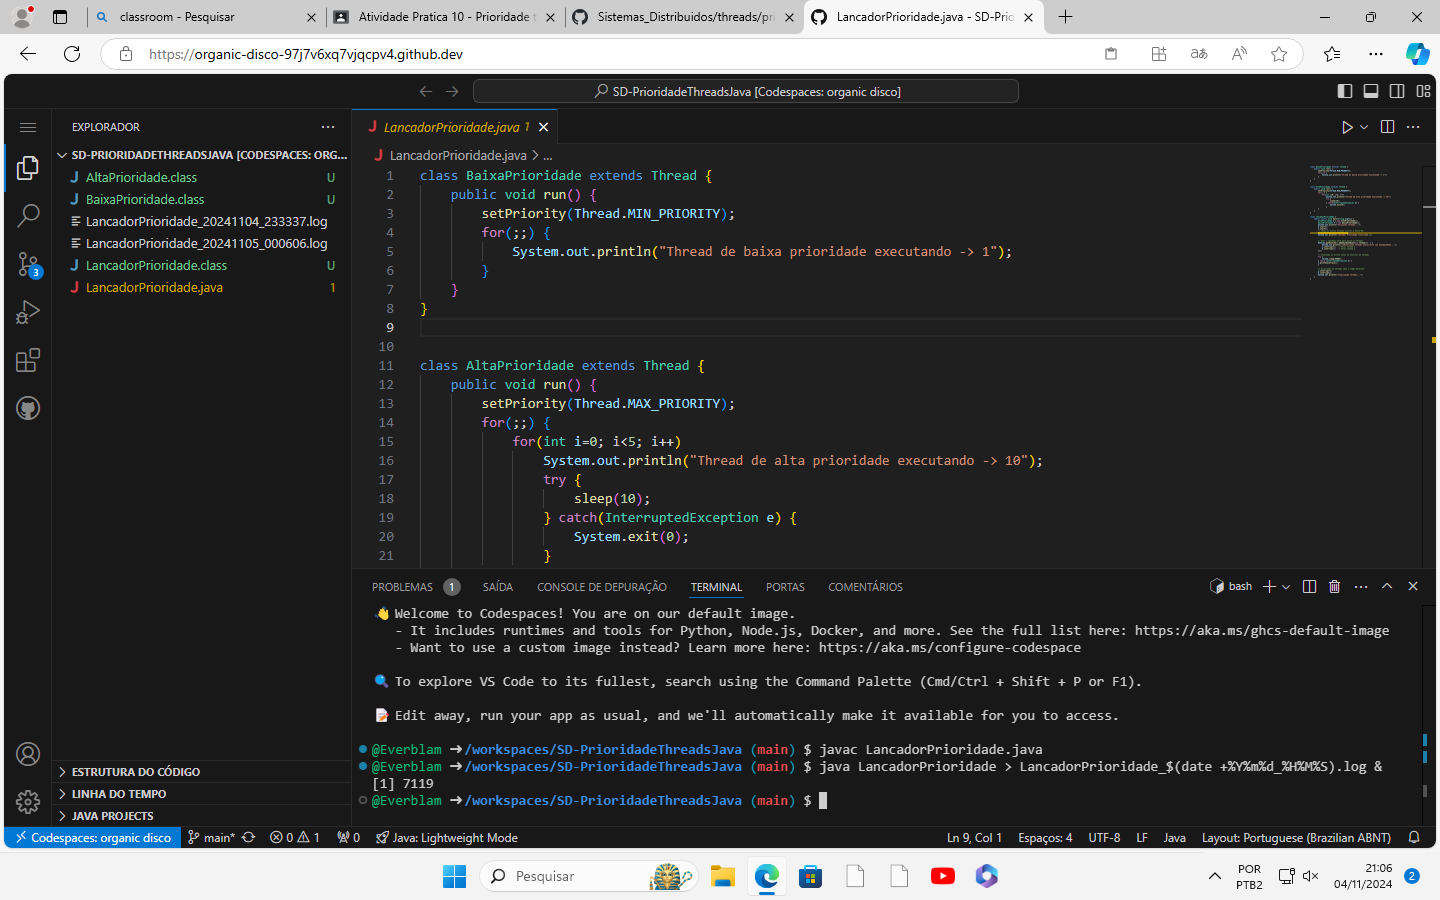 classroom - Pesquisar
Atividade Pratica 10 - Prioridade t
Sistemas_Distribuidos/threads/pri
LancadorPrioridade.java - SD-Prio
https://organic-disco-97j7v6xq7vjqcpv4.github.dev
SD-PrioridadeThreadsJava [Codespaces: organic disco]
EXPLORADOR
SD-PRIORIDADETHREADSJAVA [CODESPACES: ORG...
AltaPrioridade.class U
BaixaPrioridade.class U
LancadorPrioridade_20241104_233337.log
LancadorPrioridade_20241105_000606.log
LancadorPrioridade.class U
LancadorPrioridade.java 1
3
ESTRUTURA DO CÓDIGO
LINHA DO TEMPO
JAVA PROJECTS
LancadorPrioridade.java 1
LancadorPrioridade.java > ...
1 class BaixaPrioridade extends Thread {
2 public void run() {
3 setPriority(Thread.MIN_PRIORITY);
4 for(;;) {
5 System.out.println("Thread de baixa prioridade executando -> 1");
6 }
7 }
8 }
9
10
11 class AltaPrioridade extends Thread {
12 public void run() {
13 setPriority(Thread.MAX_PRIORITY);
14 for(;;) {
15 for(int i=0; i<5; i++)
16 System.out.println("Thread de alta prioridade executando -> 10");
17 try {
18 sleep(10);
19 } catch(InterruptedException e) {
20 System.exit(0);
21 }
PROBLEMAS 1 SAÍDA CONSOLE DE DEPURAÇÃO TERMINAL PORTAS COMENTÁRIOS bash
👋 Welcome to Codespaces! You are on our default image.
- It includes runtimes and tools for Python, Node.js, Docker, and more. See the full list here: https://aka.ms/ghcs-default-image
- Want to use a custom image instead? Learn more here: https://aka.ms/configure-codespace
🔍 To explore VS Code to its fullest, search using the Command Palette (Cmd/Ctrl + Shift + P or F1).
📝 Edit away, run your app as usual, and we'll automatically make it available for you to access.
@Everblam ➜ /workspaces/SD-PrioridadeThreadsJava (main) $ javac LancadorPrioridade.java
@Everblam ➜ /workspaces/SD-PrioridadeThreadsJava (main) $ java LancadorPrioridade > LancadorPrioridade_$(date +%Y%m%d_%H%M%S).log &
[1] 7119
@Everblam ➜ /workspaces/SD-PrioridadeThreadsJava (main) $
Codespaces: organic disco main* 0 1 0 Java: Lightweight Mode Ln 9, Col 1 Espaços: 4 UTF-8 LF Java Layout: Portuguese (Brazilian ABNT)
Pesquisar
POR
PTB2
21:06
04/11/2024
2